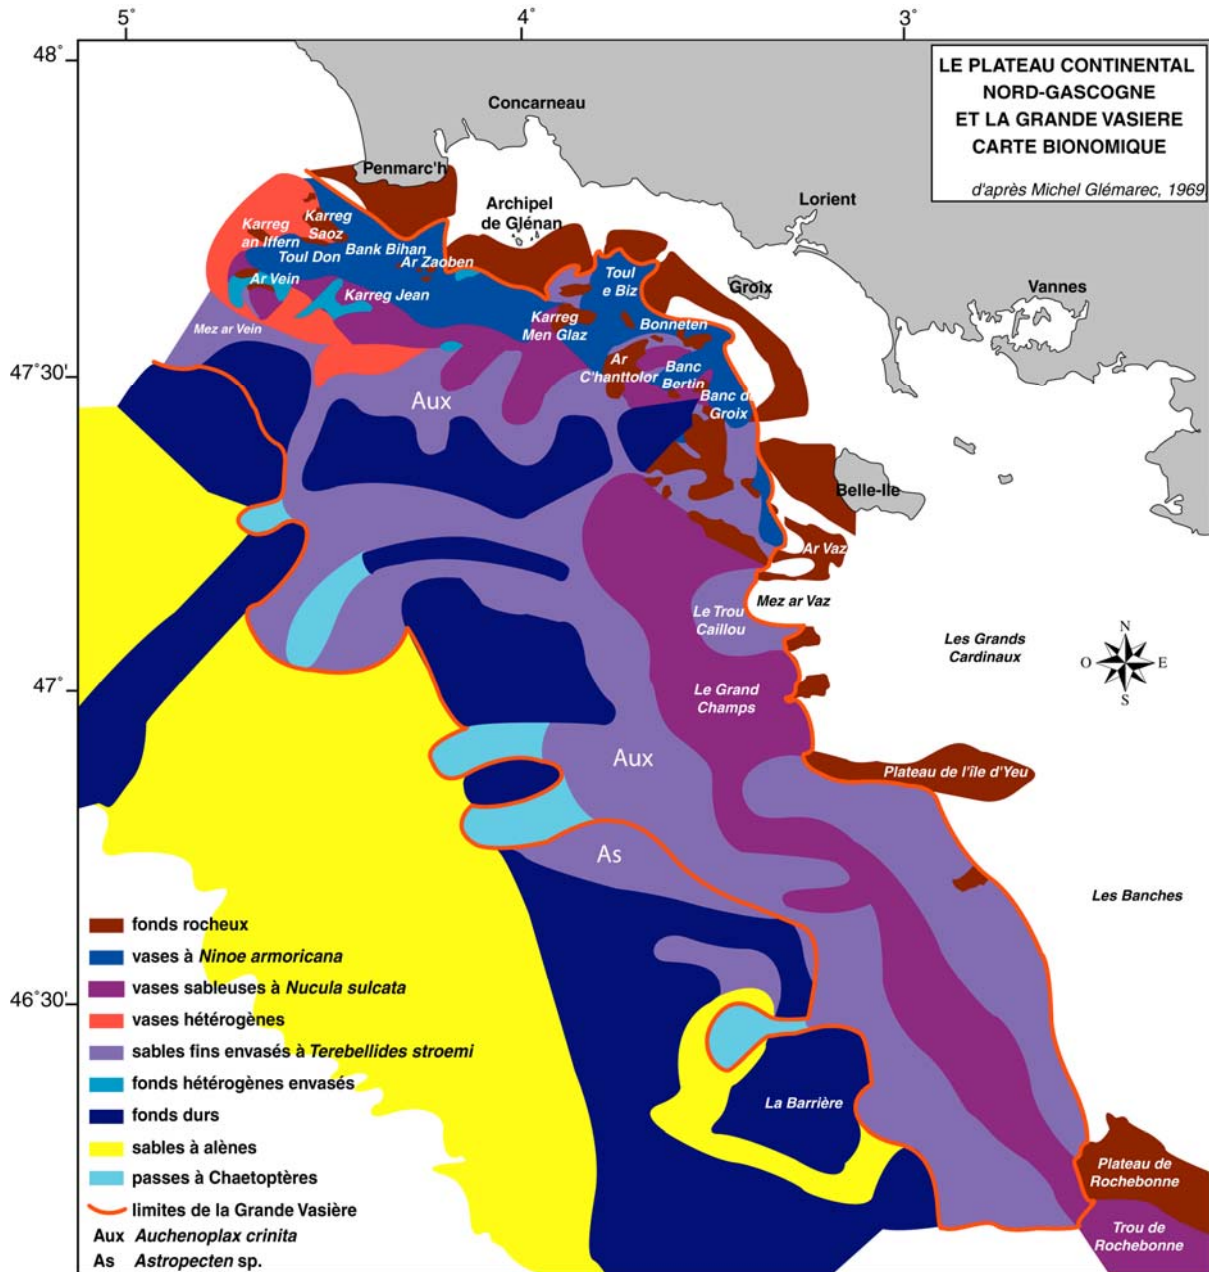 5°
4°
3°
48°
47°30'
47°
46°30'
LE PLATEAU CONTINENTAL
NORD-GASCOGNE
ET LA GRANDE VASIERE
CARTE BIONOMIQUE
d'après Michel Glémarec, 1969
Concarneau
Penmarc'h
Archipel
de Glénan
Lorient
Vannes
Groix
Belle-Ile
Karreg
an Iffern
Karreg
Saoz
Toul Don
Bank Bihan
Ar Zaoben
Ar Vein
Karreg Jean
Mez ar Vein
Toul
e Biz
Karreg
Men Glaz
Bonneten
Ar
C'hanttolor
Banc
Bertin
Banc de
Groix
Aux
Ar Vaz
Mez ar Vaz
Le Trou
Caillou
Les Grands
Cardinaux
N
O
E
S
Le Grand
Champs
Aux
Plateau de l'île d'Yeu
As
Les Banches
La Barrière
Plateau de
Rochebonne
Trou de
Rochebonne
fonds rocheux
vases à Ninoe armoricana
vases sableuses à Nucula sulcata
vases hétérogènes
sables fins envasés à Terebellides stroemi
fonds hétérogènes envasés
fonds durs
sables à alènes
passes à Chaetoptères
limites de la Grande Vasière
Aux Auchenoplax crinita
As Astropecten sp.